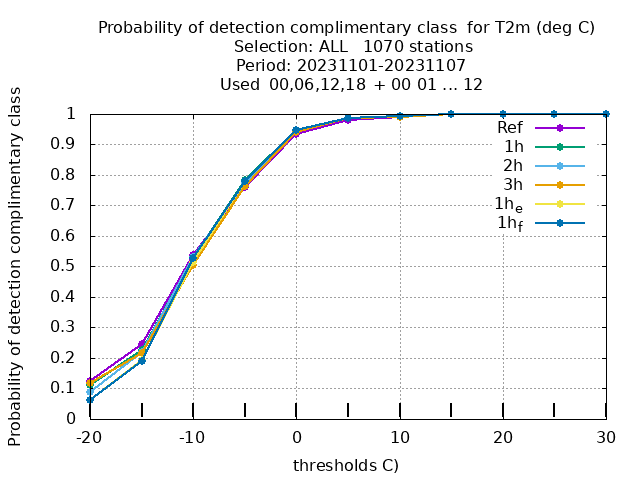 Probability of detection complimentary class  for T2m (deg C)
Selection: ALL   1070 stations
Period: 20231101-20231107
Used  00,06,12,18  + 00 01 ... 12
Probability of detection complimentary class
1
0.9
0.8
0.7
0.6
0.5
0.4
0.3
0.2
0.1
0
Ref
1h
2h
3h
1h_e
1h_f
-20 -10 0 10 20 30
thresholds C)